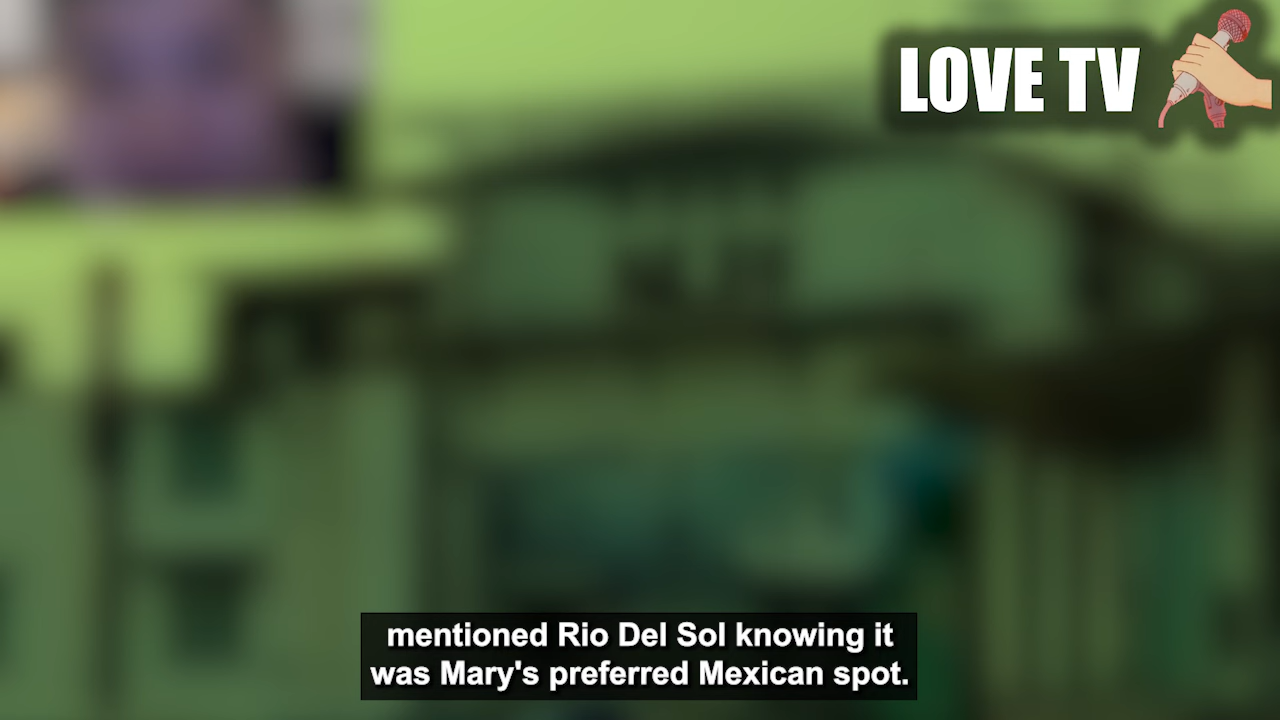 LOVE TV
mentioned Rio Del Sol knowing it
was Mary's preferred Mexican spot.